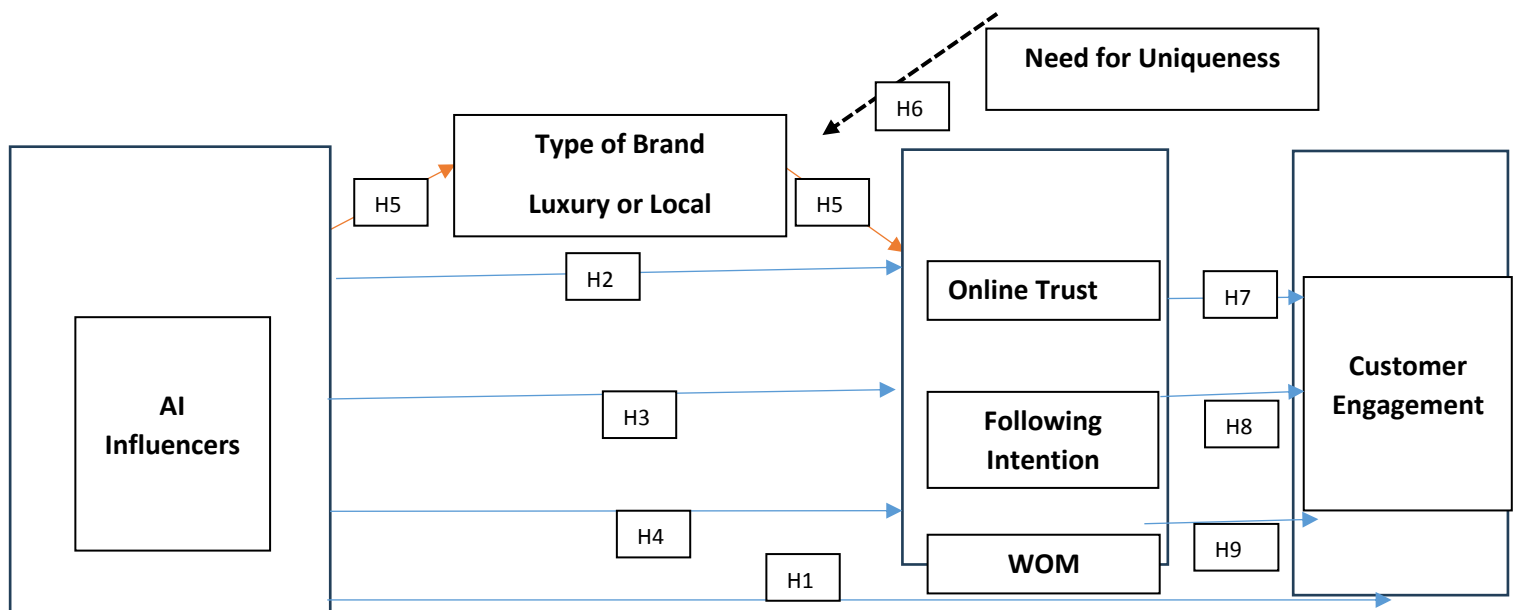 Need for Uniqueness
H6
Type of Brand
Luxury or Local
H5
H5
H2
Online Trust
H7
AI
Influencers
H3
Following
Intention
H8
Customer
Engagement
H4
WOM
H9
H1